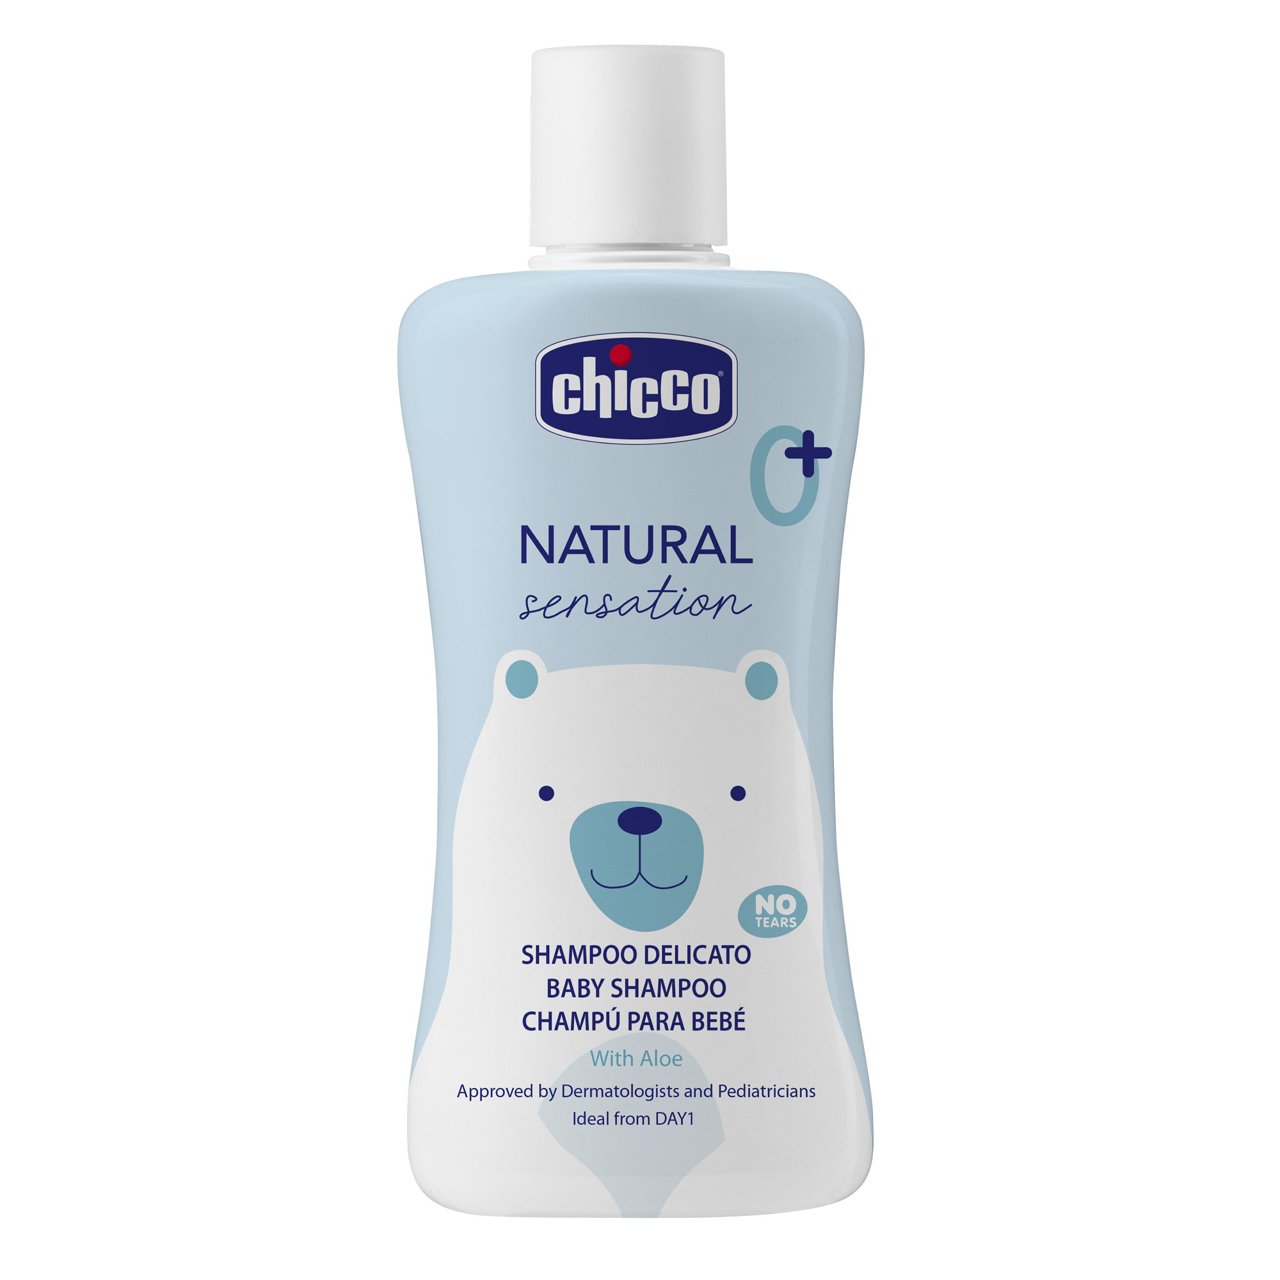 chicco®
0+
NATURAL
sensation
NO
TEARS
SHAMPOO DELICATO
BABY SHAMPOO
CHAMPÚ PARA BEBÉ
With Aloe
Approved by Dermatologists and Pediatricians
Ideal from DAY1